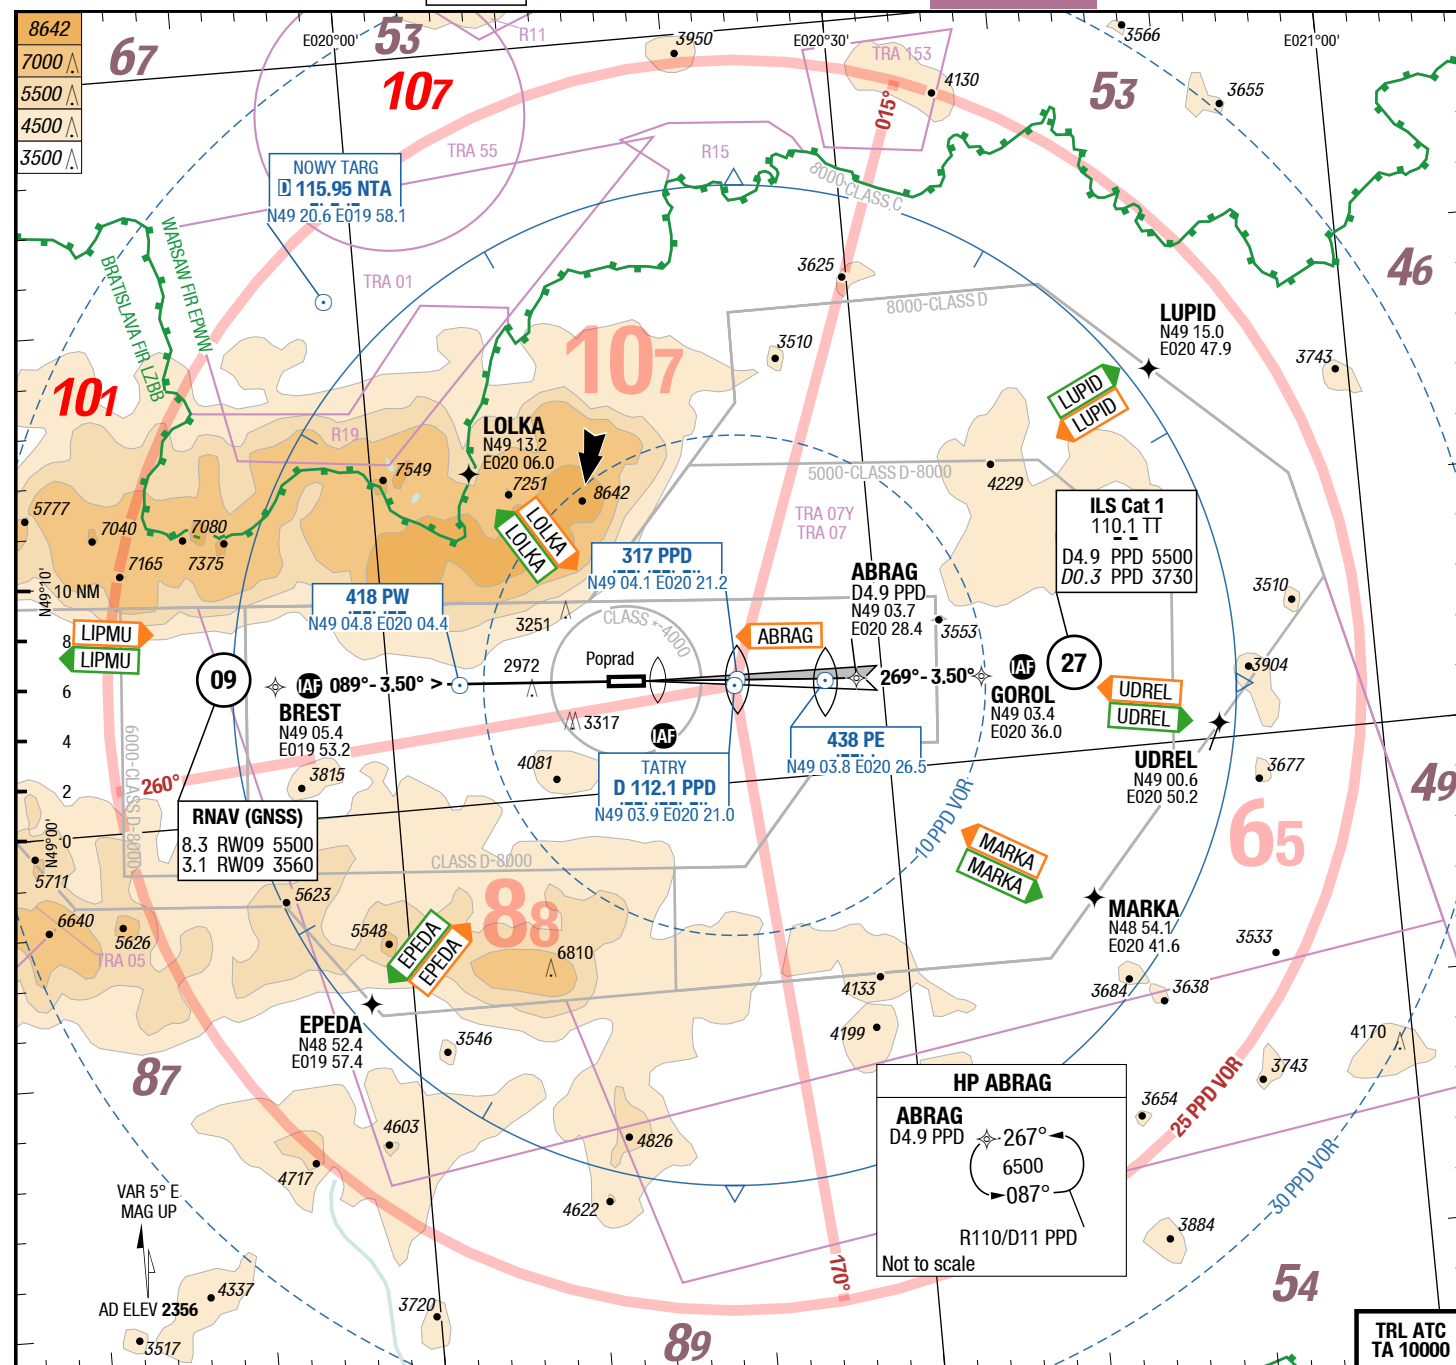 8642
7000
5500
4500
3500
67
53
107
E020°00'
R11
3950
E020°30'
TRA 153
4130
015°
3566
53
3655
E021°00'
NOWY TARG
D 115.95 NTA
N49 20.6 E019 58.1
TRA 55
R15
8000-CLASS C
46
WARSAW FIR EPWW
BRATISLAVA FIR LZBB
TRA 01
3625
8000-CLASS D
LUPID
N49 15.0
E020 47.9
3510
3743
107
101
LUPID
LUPID
R19
LOLKA
N49 13.2
E020 06.0
7549
7251
8642
5000-CLASS D-8000
4229
5777
7040
7080
7165
7375
LOLKA
LOLKA
TRA 07Y
TRA 07
ILS Cat 1
110.1 TT
D4.9 PPD 5500
D0.3 PPD 3730
317 PPD
N49 04.1 E020 21.2
ABRAG
D4.9 PPD
N49 03.7
E020 28.4
3510
N49°10'
10 NM
8
6
4
2
0
418 PW
N49 04.8 E020 04.4
3251
CLASS *-4000
3553
LIPMU
LIPMU
ABRAG
Poprad
2972
09
IAF
089°-3.50° >
269°-3.50°
IAF
27
3904
BREST
N49 05.4
E019 53.2
GOROL
N49 03.4
E020 36.0
UDREL
UDREL
3317
IAF
438 PE
N49 03.8 E020 26.5
UDREL
N49 00.6
E020 50.2
6000-CLASS D-8000
260°
3815
4081
TATRY
D 112.1 PPD
N49 03.9 E020 21.0
3677
49
10 PPD VOR
RNAV (GNSS)
8.3 RW09 5500
3.1 RW09 3560
65
N49°00'
CLASS D-8000
MARKA
MARKA
5711
5623
88
MARKA
N48 54.1
E020 41.6
6640
5626
TRA 05
5548
EPEDA
EPEDA
6810
3533
4133
3684
3638
EPEDA
N48 52.4
E019 57.4
3546
4199
4170
87
HP ABRAG
ABRAG
D4.9 PPD
267°
6500
087°
R110/D11 PPD
Not to scale
3743
3654
25 PPD VOR
4603
4826
4717
4622
30 PPD VOR
VAR 5° E
MAG UP
3884
170°
4337
AD ELEV 2356
3720
3517
89
54
TRL ATC
TA 10000